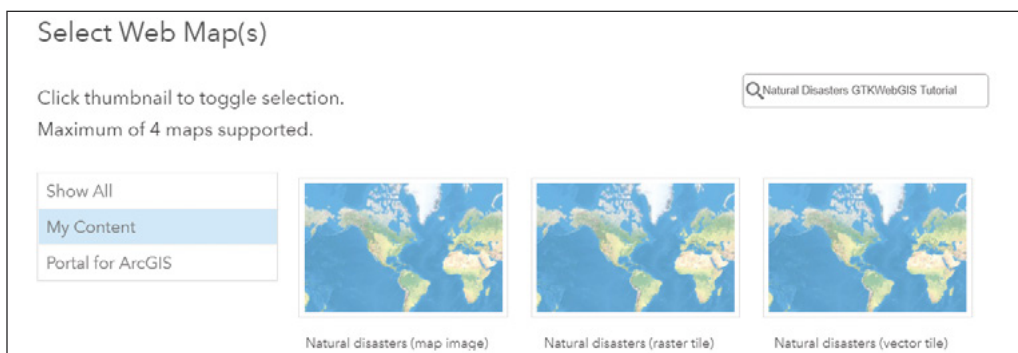 Select Web Map(s)
Click thumbnail to toggle selection.
Maximum of 4 maps supported.
Natural Disasters GTKWebGIS Tutorial
Show All
My Content
Portal for ArcGIS
Natural disasters (map image)
Natural disasters (raster tile)
Natural disasters (vector tile)